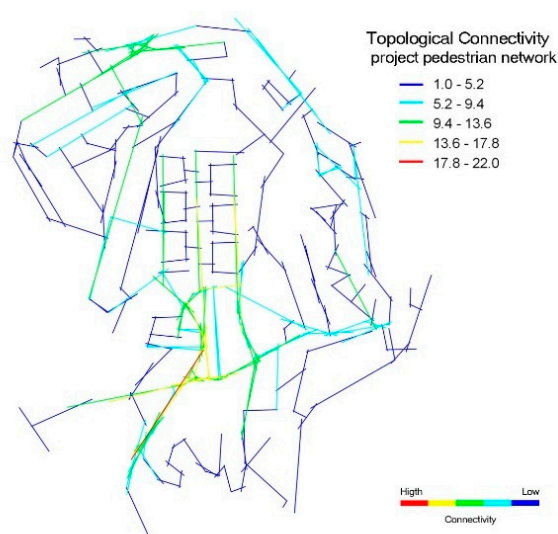 Topological Connectivity
project pedestrian network
1.0 - 5.2
5.2 - 9.4
9.4 - 13.6
13.6 - 17.8
17.8 - 22.0
Higth Low
Connectivity